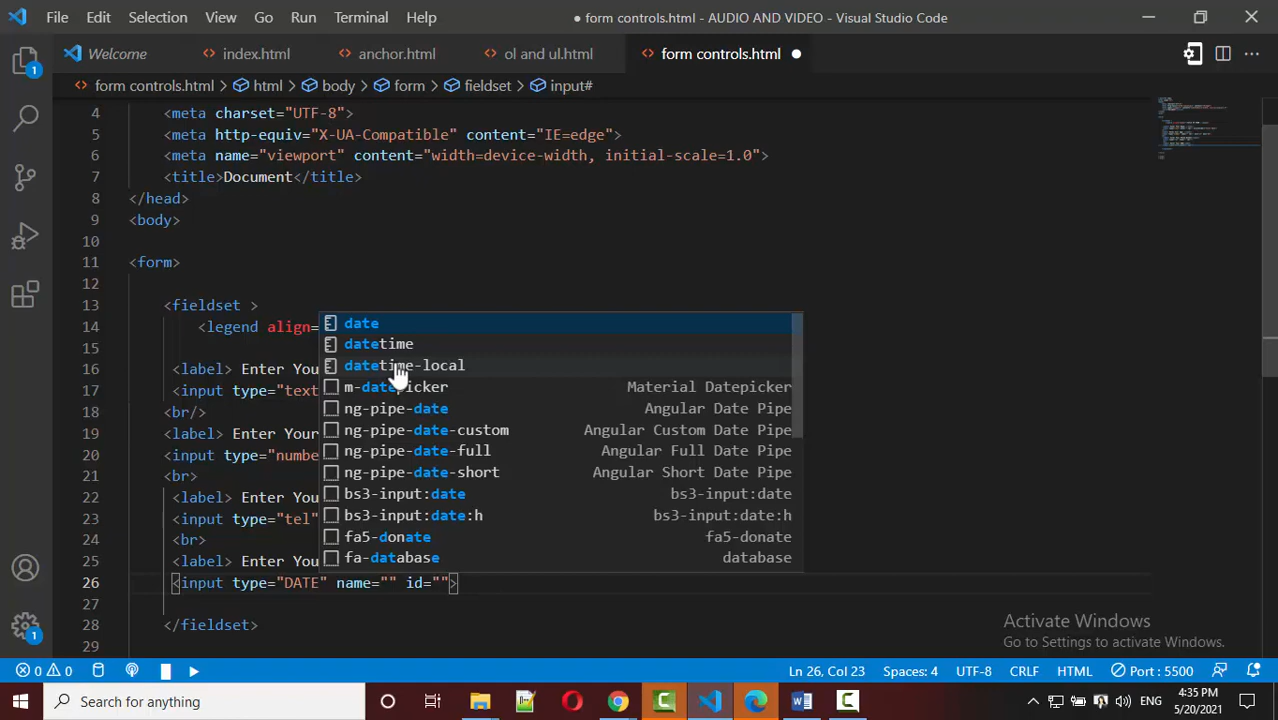 File Edit Selection View Go Run Terminal Help ● form controls.html - AUDIO AND VIDEO - Visual Studio Code
Welcome <> index.html <> anchor.html <> ol and ul.html <> form controls.html ●
<> form controls.html > html > body > form > fieldset > input#
4 <meta charset="UTF-8">
5 <meta http-equiv="X-UA-Compatible" content="IE=edge">
6 <meta name="viewport" content="width=device-width, initial-scale=1.0">
7 <title>Document</title>
8 </head>
9 <body>
10
11 <form>
12
13 <fieldset >
14 <legend align=
15
16 <label> Enter You
17 <input type="text
18 <br/>
19 <label> Enter Your
20 <input type="numbe
21 <br>
22 <label> Enter You
23 <input type="tel"
24 <br>
25 <label> Enter You
26 <input type="DATE" name="" id="">
27
28 </fieldset>
29
date
datetime
datetime-local
m-datepicker Material Datepicker
ng-pipe-date Angular Date Pipe
ng-pipe-date-custom Angular Custom Date Pipe
ng-pipe-date-full Angular Full Date Pipe
ng-pipe-date-short Angular Short Date Pipe
bs3-input:date bs3-input:date
bs3-input:date:h bs3-input:date:h
fa5-donate fa5-donate
fa-database database
1
1
Activate Windows
Go to Settings to activate Windows.
0 0 Ln 26, Col 23 Spaces: 4 UTF-8 CRLF HTML Port : 5500
Search for anything
ENG
4:35 PM
5/20/2021